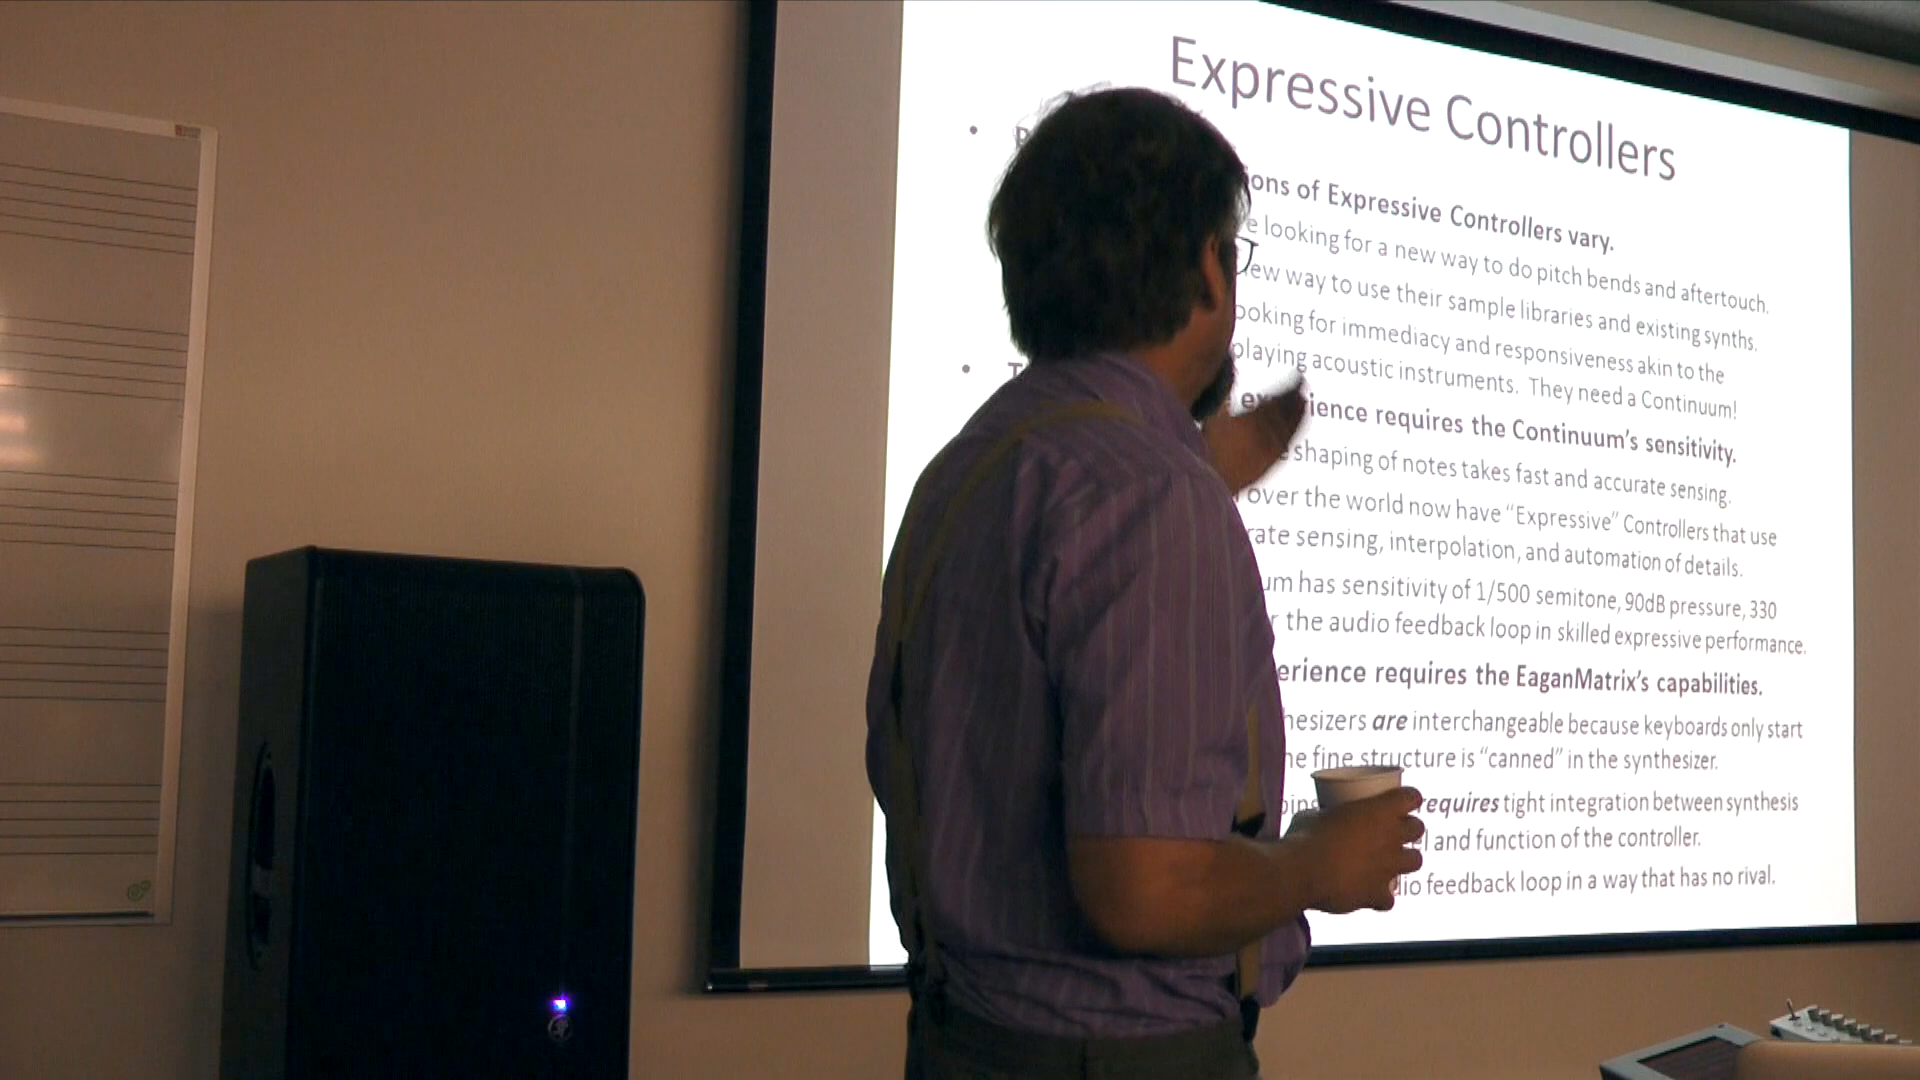 Expressive Controllers
ions of Expressive Controllers vary.
e looking for a new way to do pitch bends and aftertouch.
ew way to use their sample libraries and existing synths.
ooking for immediacy and responsiveness akin to the
playing acoustic instruments. They need a Continuum!
experience requires the Continuum's sensitivity.
shaping of notes takes fast and accurate sensing.
over the world now have "Expressive" Controllers that use
rate sensing, interpolation, and automation of details.
um has sensitivity of 1/500 semitone, 90dB pressure, 330
r the audio feedback loop in skilled expressive performance.
erience requires the EaganMatrix's capabilities.
hesizers are interchangeable because keyboards only start
he fine structure is "canned" in the synthesizer.
ping requires tight integration between synthesis
l and function of the controller.
dio feedback loop in a way that has no rival.